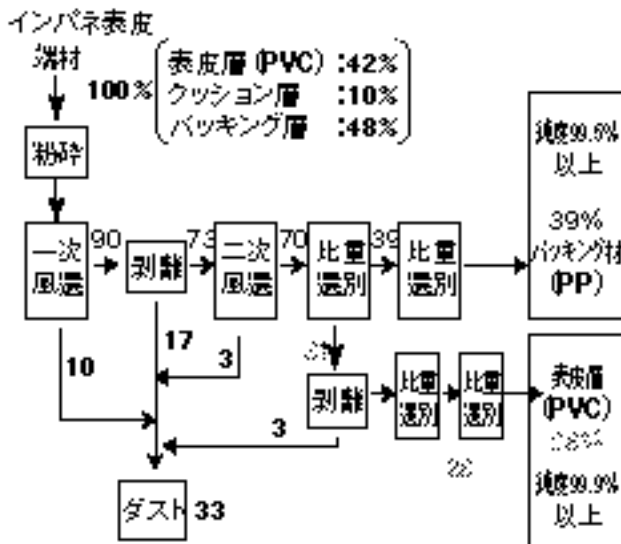 インパネ表皮
端材
100%
表皮層(PVC) :42%
クッション層 :10%
バッキング層 :48%
粉砕
一次
風選
90
剥離
73
二次
風選
70
比重
選別
39
比重
選別
純度99.5%
以上
39%
バッキング材
(PP)
10
17
3
剥離
比重
選別
比重
選別
表皮層
(PVC)
28%
純度99.9%
以上
3
28
ダスト 33